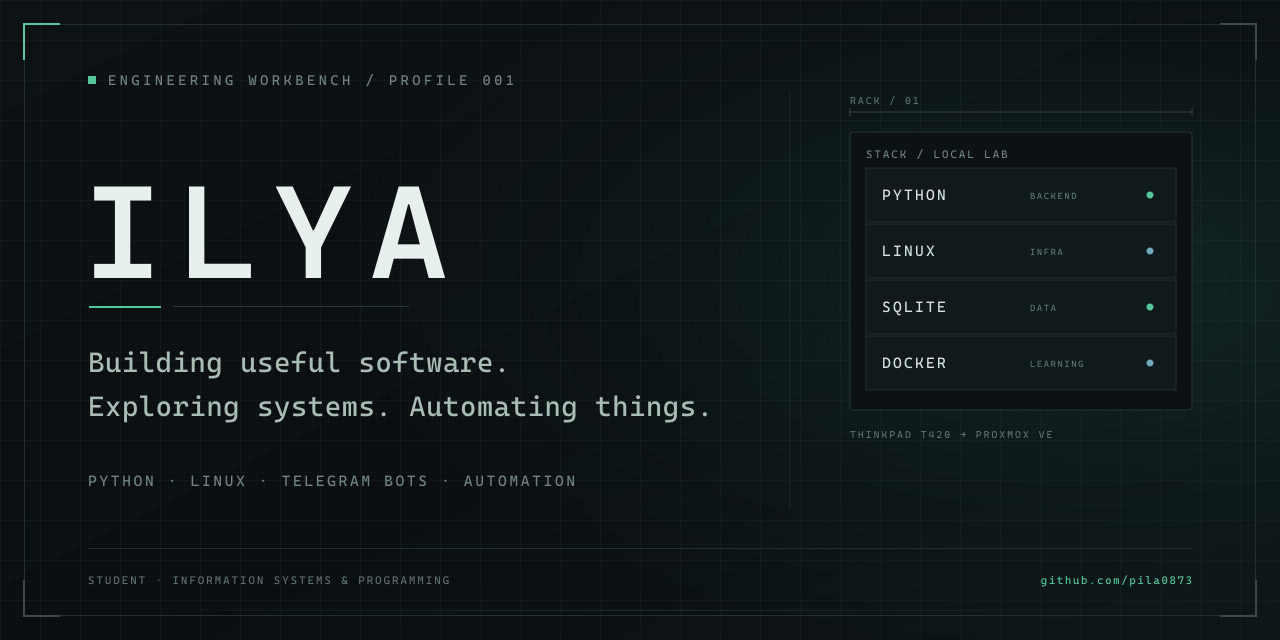 ENGINEERING WORKBENCH / PROFILE 001
ILYA
Building useful software.
Exploring systems. Automating things.
PYTHON · LINUX · TELEGRAM BOTS · AUTOMATION
RACK / 01
STACK / LOCAL LAB
PYTHON BACKEND
LINUX INFRA
SQLITE DATA
DOCKER LEARNING
THINKPAD T420 → PROXMOX VE
STUDENT · INFORMATION SYSTEMS & PROGRAMMING
github.com/pila0873